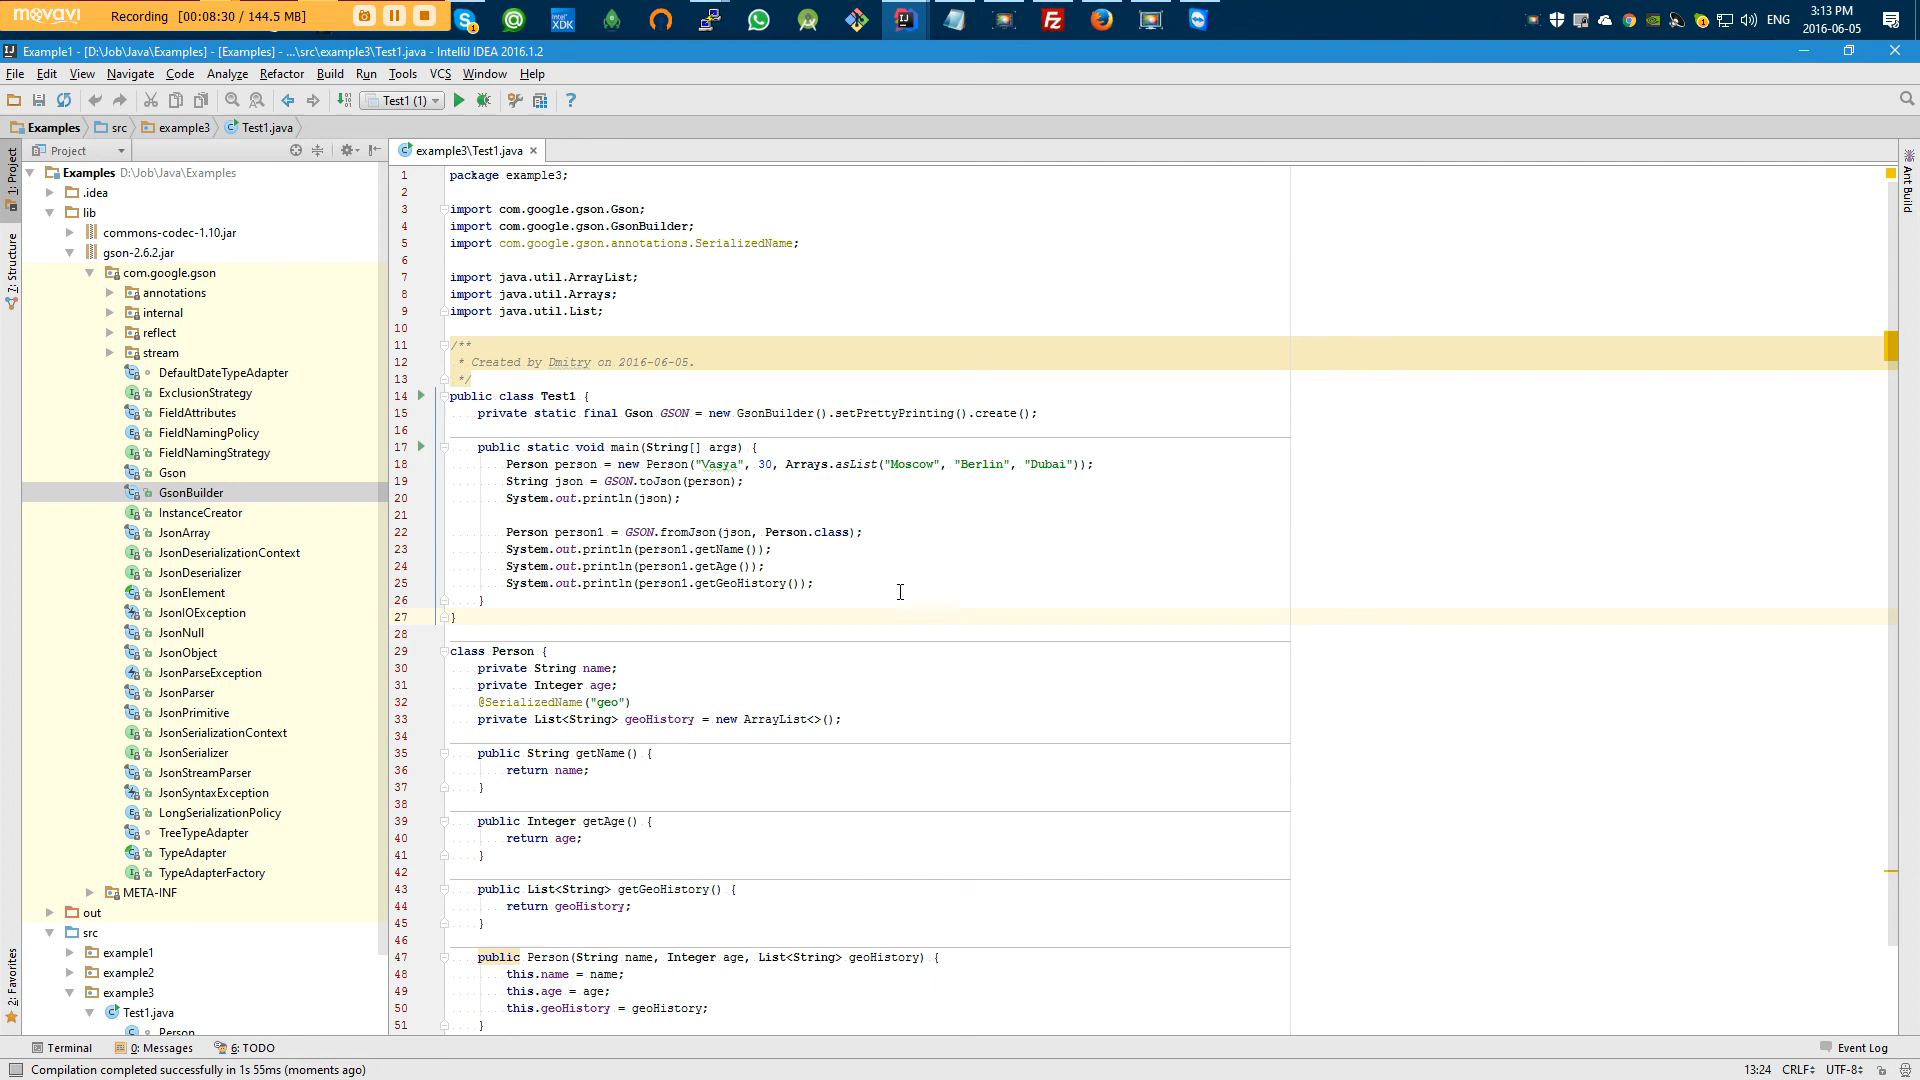 movavi
Recording [00:08:30 / 144.5 MB]
intel XDK
ENG
3:13 PM
2016-06-05
Example1 - [D:\Job\Java\Examples] - [Examples] - ...\src\example3\Test1.java - IntelliJ IDEA 2016.1.2
File Edit View Navigate Code Analyze Refactor Build Run Tools VCS Window Help
Test1 (1)
Examples src example3 Test1.java
Project
example3\Test1.java
1: Project
7: Structure
2: Favorites
Ant Build
Examples D:\Job\Java\Examples
.idea
lib
commons-codec-1.10.jar
gson-2.6.2.jar
com.google.gson
annotations
internal
reflect
stream
DefaultDateTypeAdapter
ExclusionStrategy
FieldAttributes
FieldNamingPolicy
FieldNamingStrategy
Gson
GsonBuilder
InstanceCreator
JsonArray
JsonDeserializationContext
JsonDeserializer
JsonElement
JsonIOException
JsonNull
JsonObject
JsonParseException
JsonParser
JsonPrimitive
JsonSerializationContext
JsonSerializer
JsonStreamParser
JsonSyntaxException
LongSerializationPolicy
TreeTypeAdapter
TypeAdapter
TypeAdapterFactory
META-INF
out
src
example1
example2
example3
Test1.java
Person
1 package example3;
2
3 import com.google.gson.Gson;
4 import com.google.gson.GsonBuilder;
5 import com.google.gson.annotations.SerializedName;
6
7 import java.util.ArrayList;
8 import java.util.Arrays;
9 import java.util.List;
10
11 /**
12 * Created by Dmitry on 2016-06-05.
13 */
14 public class Test1 {
15 private static final Gson GSON = new GsonBuilder().setPrettyPrinting().create();
16
17 public static void main(String[] args) {
18 Person person = new Person("Vasya", 30, Arrays.asList("Moscow", "Berlin", "Dubai"));
19 String json = GSON.toJson(person);
20 System.out.println(json);
21
22 Person person1 = GSON.fromJson(json, Person.class);
23 System.out.println(person1.getName());
24 System.out.println(person1.getAge());
25 System.out.println(person1.getGeoHistory());
26 }
27 }
28
29 class Person {
30 private String name;
31 private Integer age;
32 @SerializedName("geo")
33 private List<String> geoHistory = new ArrayList<>();
34
35 public String getName() {
36 return name;
37 }
38
39 public Integer getAge() {
40 return age;
41 }
42
43 public List<String> getGeoHistory() {
44 return geoHistory;
45 }
46
47 public Person(String name, Integer age, List<String> geoHistory) {
48 this.name = name;
49 this.age = age;
50 this.geoHistory = geoHistory;
51 }
Terminal 0: Messages 6: TODO Event Log
Compilation completed successfully in 1s 55ms (moments ago) 13:24 CRLF UTF-8